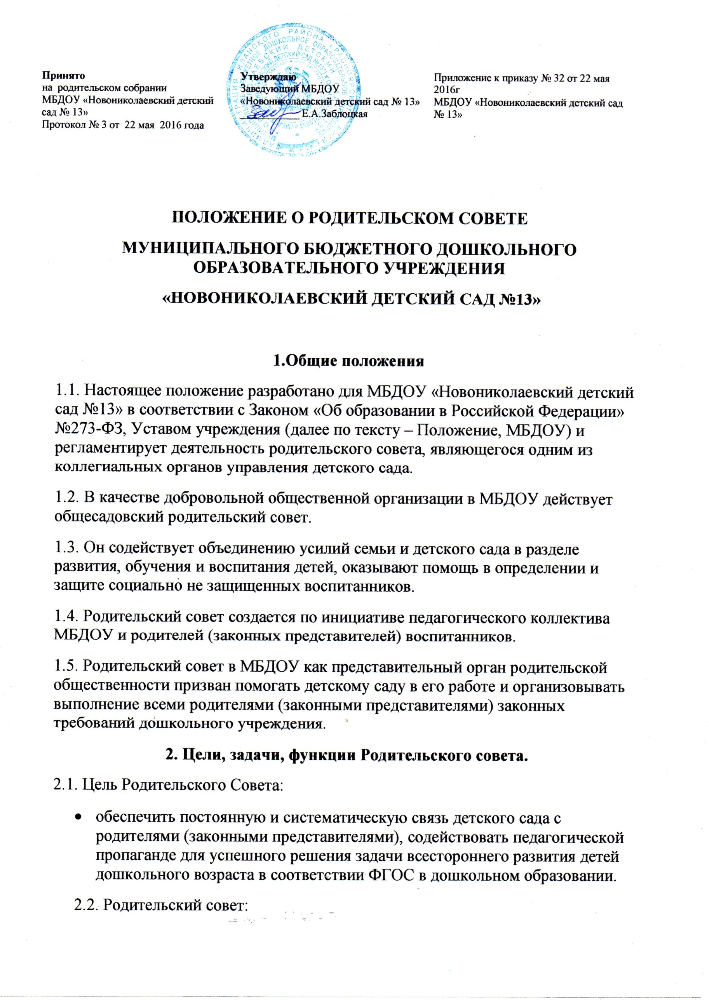 Принято
на родительском собрании
МБДОУ «Новониколаевский детский
сад № 13»
Протокол № 3 от 22 мая 2016 года
Утверждаю
Заведующий МБДОУ
«Новониколаевский детский сад № 13»
Е.А.Заблоцкая
Приложение к приказу № 32 от 22 мая
2016г
МБДОУ «Новониколаевский детский сад
№ 13»
ПОЛОЖЕНИЕ О РОДИТЕЛЬСКОМ СОВЕТЕ
МУНИЦИПАЛЬНОГО БЮДЖЕТНОГО ДОШКОЛЬНОГО
ОБРАЗОВАТЕЛЬНОГО УЧРЕЖДЕНИЯ
«НОВОНИКОЛАЕВСКИЙ ДЕТСКИЙ САД №13»
1.Общие положения
1.1. Настоящее положение разработано для МБДОУ «Новониколаевский детский
сад №13» в соответствии с Законом «Об образовании в Российской Федерации»
№273-ФЗ, Уставом учреждения (далее по тексту – Положение, МБДОУ) и
регламентирует деятельность родительского совета, являющегося одним из
коллегиальных органов управления детского сада.
1.2. В качестве добровольной общественной организации в МБДОУ действует
общесадовский родительский совет.
1.3. Он содействует объединению усилий семьи и детского сада в разделе
развития, обучения и воспитания детей, оказывают помощь в определении и
защите социально не защищенных воспитанников.
1.4. Родительский совет создается по инициативе педагогического коллектива
МБДОУ и родителей (законных представителей) воспитанников.
1.5. Родительский совет в МБДОУ как представительный орган родительской
общественности призван помогать детскому саду в его работе и организовывать
выполнение всеми родителями (законными представителями) законных
требований дошкольного учреждения.
2. Цели, задачи, функции Родительского совета.
2.1. Цель Родительского Совета:
• обеспечить постоянную и систематическую связь детского сада с
родителями (законными представителями), содействовать педагогической
пропаганде для успешного решения задачи всестороннего развития детей
дошкольного возраста в соответствии ФГОС в дошкольном образовании.
2.2. Родительский совет: